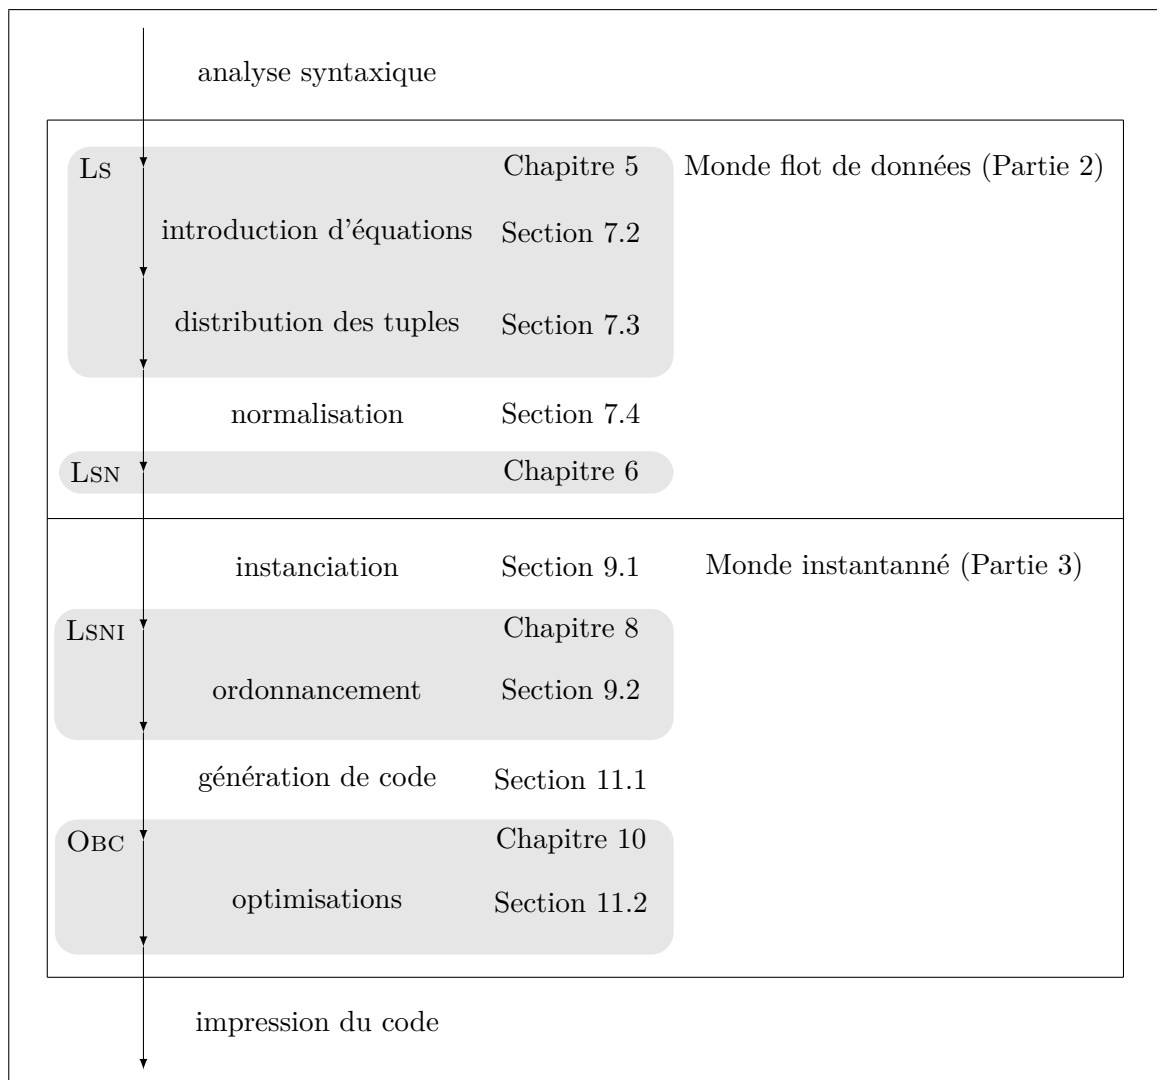 analyse syntaxique
LS Chapitre 5 Monde flot de données (Partie 2)
introduction d'équations Section 7.2
distribution des tuples Section 7.3
normalisation Section 7.4
LSN Chapitre 6
instanciation Section 9.1 Monde instantanné (Partie 3)
LSNI Chapitre 8
ordonnancement Section 9.2
génération de code Section 11.1
OBC Chapitre 10
optimisations Section 11.2
impression du code